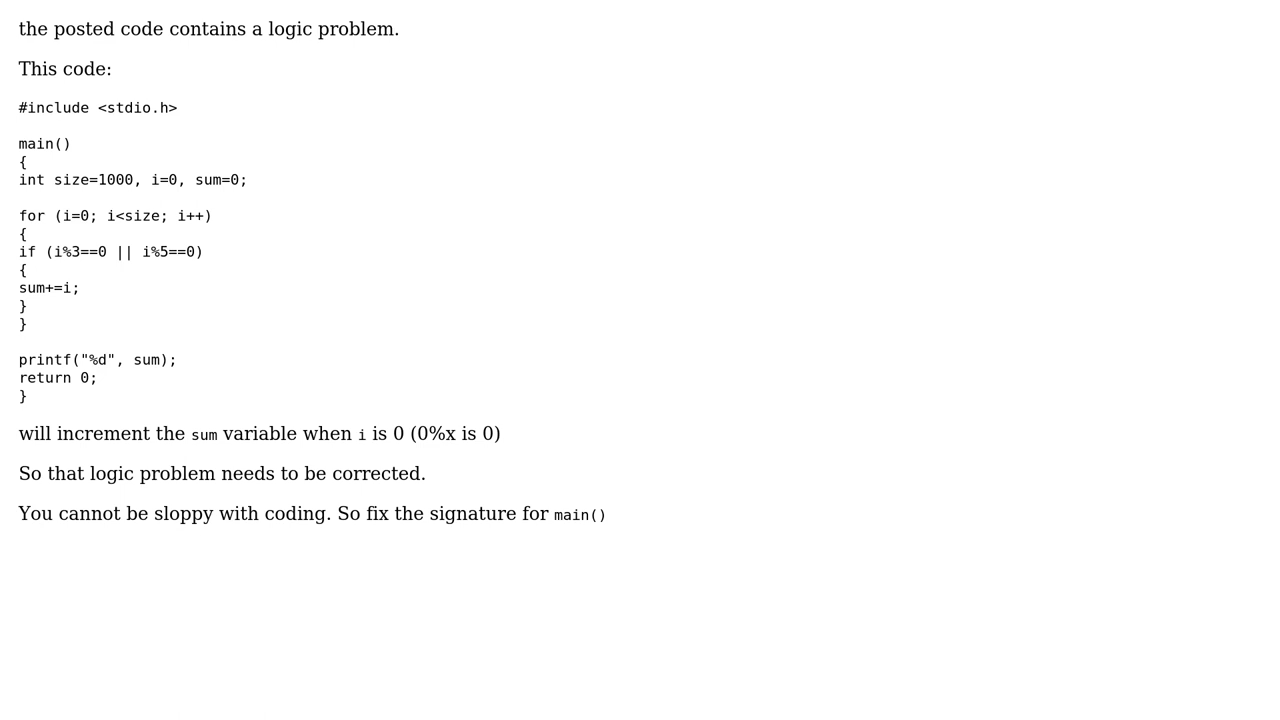 the posted code contains a logic problem.
This code:
#include <stdio.h>
main()
{
int size=1000, i=0, sum=0;
for (i=0; i<size; i++)
{
if (i%3==0 || i%5==0)
{
sum+=i;
}
}
printf("%d", sum);
return 0;
}
will increment the sum variable when i is 0 (0%x is 0)
So that logic problem needs to be corrected.
You cannot be sloppy with coding. So fix the signature for main()